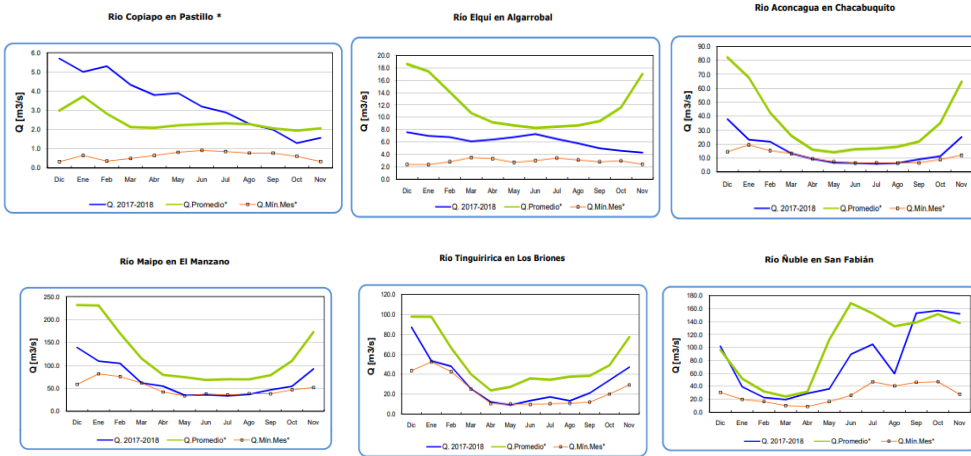 Rio Copiapo en Pastillo *
Q [m3/s]
6.0
5.0
4.0
3.0
2.0
1.0
0.0
Dic Ene Feb Mar Abr May Jun Jul Ago Sep Oct Nov
Q. 2017-2018 Q.Promedio* Q.Mín.Mes*
Río Elqui en Algarrobal
Q [m3/s]
20.0
18.0
16.0
14.0
12.0
10.0
8.0
6.0
4.0
2.0
0.0
Dic Ene Feb Mar Abr May Jun Jul Ago Sep Oct Nov
Q. 2017-2018 Q.Promedio* Q.Mín.Mes*
Rio Aconcagua en Chacabuquito
Q [m3/s]
90.0
80.0
70.0
60.0
50.0
40.0
30.0
20.0
10.0
0.0
Dic Ene Feb Mar Abr May Jun Jul Ago Sep Oct Nov
Q. 2017-2018 Q.Promedio* Q.Mín.Mes*
Río Maipo en El Manzano
Q [m3/s]
250.0
200.0
150.0
100.0
50.0
0.0
Dic Ene Feb Mar Abr May Jun Jul Ago Sep Oct Nov
Q. 2017-2018 Q.Promedio* Q.Mín.Mes*
Río Tinguiririca en Los Briones
Q [m3/s]
120.0
100.0
80.0
60.0
40.0
20.0
0.0
Dic Ene Feb Mar Abr May Jun Jul Ago Sep Oct Nov
Q. 2017-2018 Q.Promedio* Q.Mín.Mes*
Río Ñuble en San Fabián
Q [m3/s]
180.0
160.0
140.0
120.0
100.0
80.0
60.0
40.0
20.0
0.0
Dic Ene Feb Mar Abr May Jun Jul Ago Sep Oct Nov
Q. 2017-2018 Q.Promedio* Q.Mín.Mes*